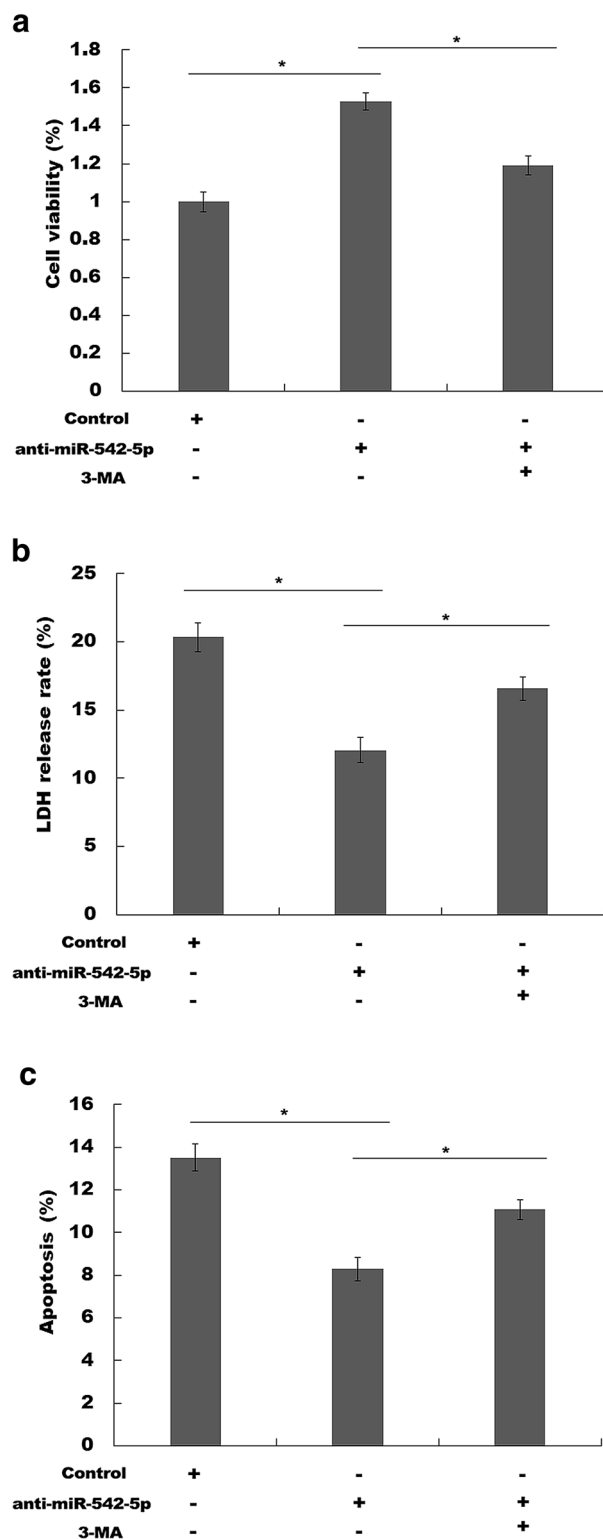 a
*
*
Cell viability (%)
1.8
1.6
1.4
1.2
1
0.8
0.6
0.4
0.2
0
Control + - -
anti-miR-542-5p - + +
3-MA - - +
b
*
*
LDH release rate (%)
25
20
15
10
5
0
Control + - -
anti-miR-542-5p - + +
3-MA - - +
c
*
*
Apoptosis (%)
16
14
12
10
8
6
4
2
0
Control + - -
anti-miR-542-5p - + +
3-MA - - +